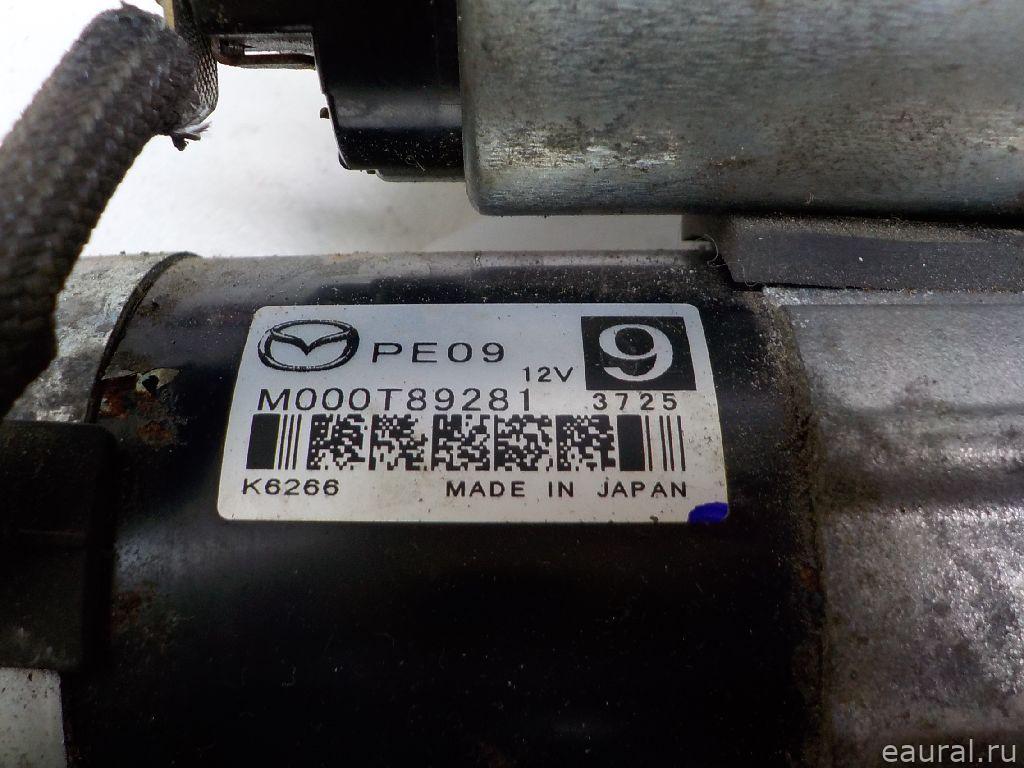 PE09
12V
9
M000T89281
3725
K6266
MADE IN JAPAN
eaural.ru